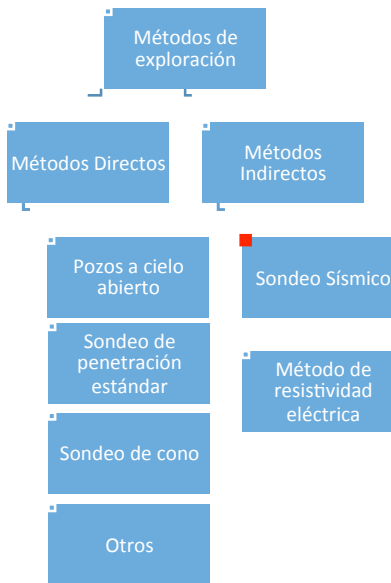 Métodos de
exploración
Métodos Directos
Métodos
Indirectos
Pozos a cielo
abierto
Sondeo de
penetración
estándar
Sondeo de cono
Otros
Sondeo Sísmico
Método de
resistividad
eléctrica